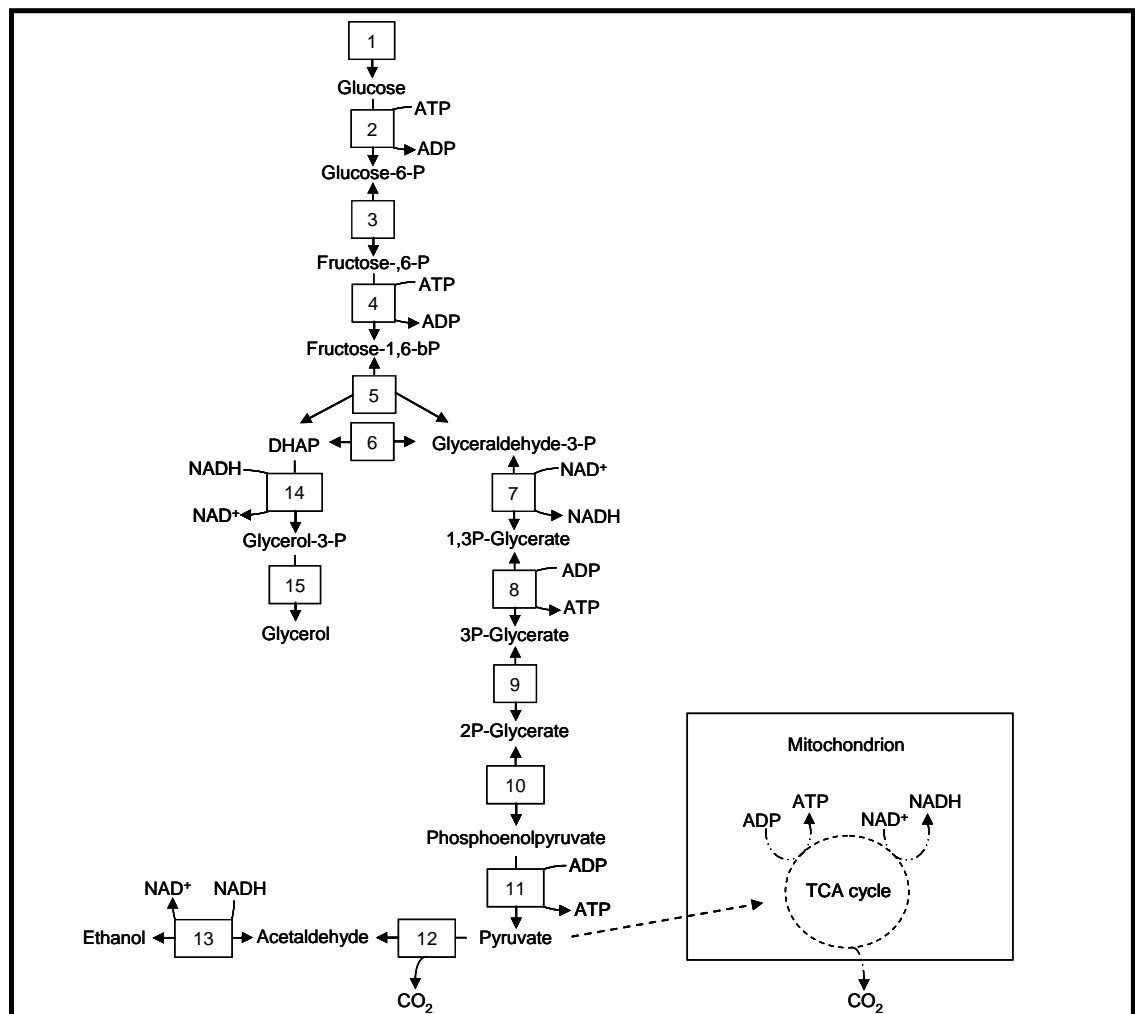 1
Glucose
ATP
2
ADP
Glucose-6-P
3
Fructose-,6-P
ATP
4
ADP
Fructose-1,6-bP
5
DHAP
6
Glyceraldehyde-3-P
NADH
14
NAD+
Glycerol-3-P
15
Glycerol
NAD+
7
NADH
1,3P-Glycerate
ADP
8
ATP
3P-Glycerate
9
2P-Glycerate
10
Phosphoenolpyruvate
ADP
11
ATP
Pyruvate
12
CO2
Acetaldehyde
NAD+
NADH
13
Ethanol
Mitochondrion
ADP
ATP
NAD+
NADH
TCA cycle
CO2